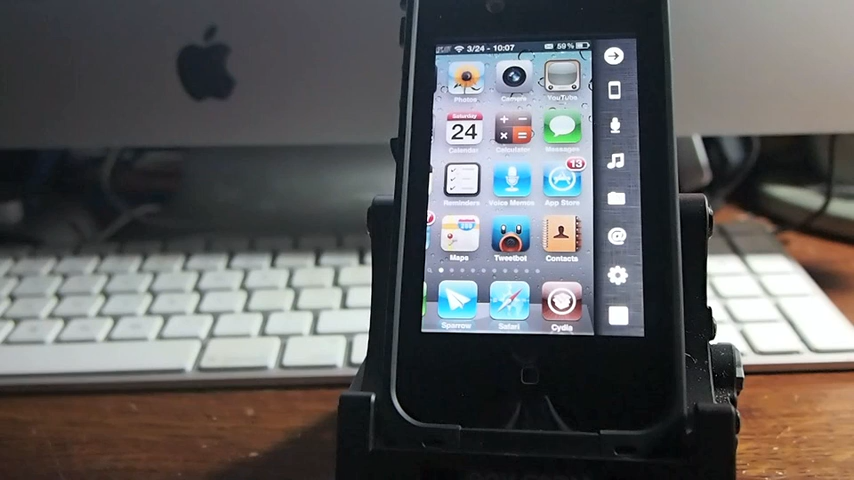 3/24 - 10:07 59%
Photos Camera YouTube
Saturday
24
Calendar Calculator Messages
13
Reminders Voice Memos App Store
Maps Tweetbot Contacts
Sparrow Safari Cydia